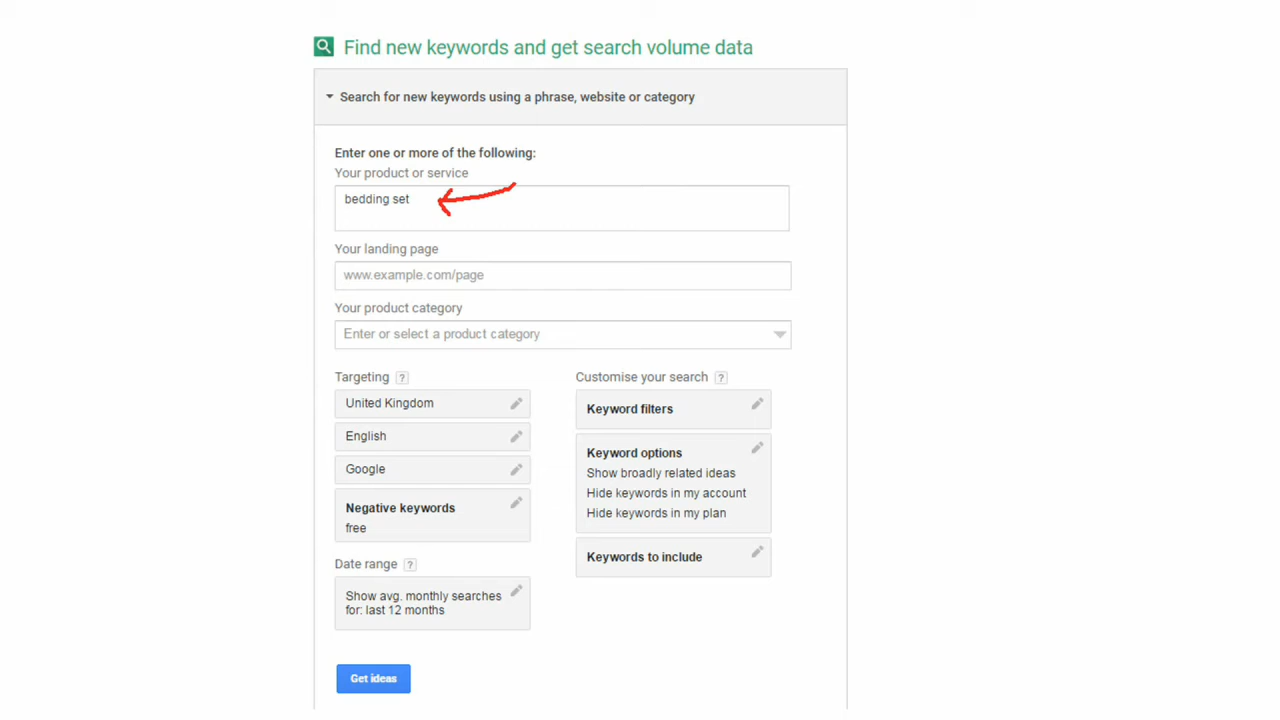 Find new keywords and get search volume data
Search for new keywords using a phrase, website or category
Enter one or more of the following:
Your product or service
bedding set
Your landing page
www.example.com/page
Your product category
Enter or select a product category
Targeting ?
United Kingdom
English
Google
Negative keywords
free
Date range ?
Show avg. monthly searches
for: last 12 months
Customise your search ?
Keyword filters
Keyword options
Show broadly related ideas
Hide keywords in my account
Hide keywords in my plan
Keywords to include
Get ideas